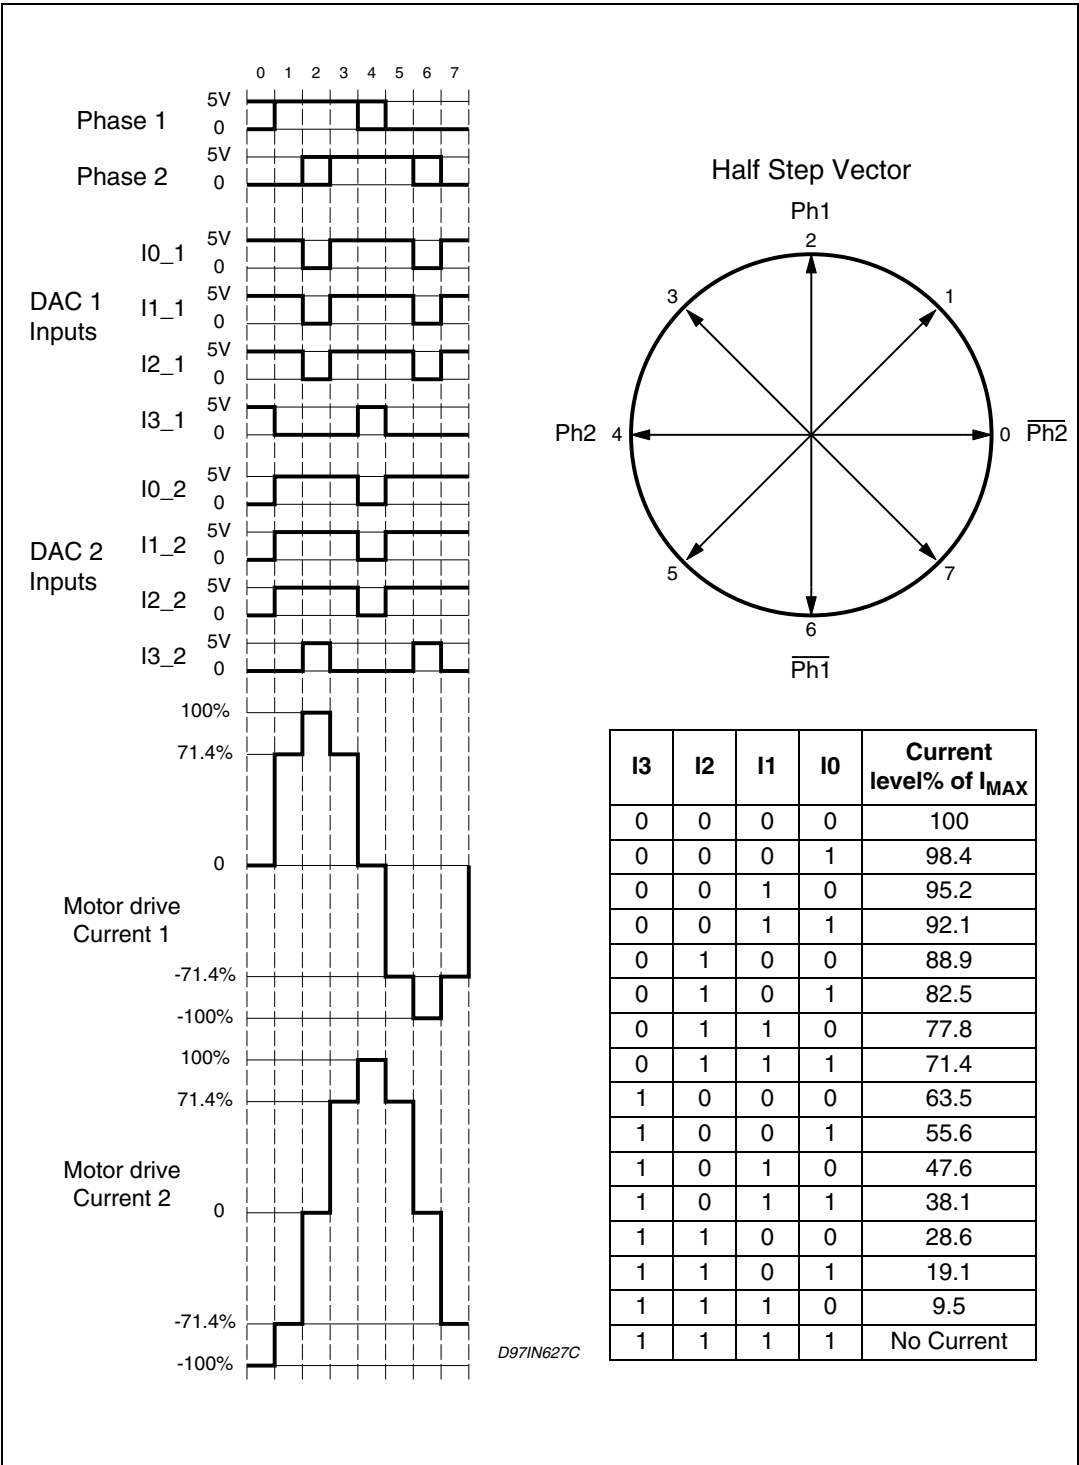 0 1 2 3 4 5 6 7
Phase 1
5V
0
Phase 2
5V
0
DAC 1
Inputs
I0_1
5V
0
I1_1
5V
0
I2_1
5V
0
I3_1
5V
0
DAC 2
Inputs
I0_2
5V
0
I1_2
5V
0
I2_2
5V
0
I3_2
5V
0
100%
71.4%
0
Motor drive
Current 1
-71.4%
-100%
100%
71.4%
Motor drive
Current 2
0
-71.4%
-100%
D97IN627C
Half Step Vector
Ph1
2
3
1
Ph2 4
0 P̅h̅2̅
5
7
6
P̅h̅1̅
I3 I2 I1 I0 Current
level% of IMAX
0 0 0 0 100
0 0 0 1 98.4
0 0 1 0 95.2
0 0 1 1 92.1
0 1 0 0 88.9
0 1 0 1 82.5
0 1 1 0 77.8
0 1 1 1 71.4
1 0 0 0 63.5
1 0 0 1 55.6
1 0 1 0 47.6
1 0 1 1 38.1
1 1 0 0 28.6
1 1 0 1 19.1
1 1 1 0 9.5
1 1 1 1 No Current